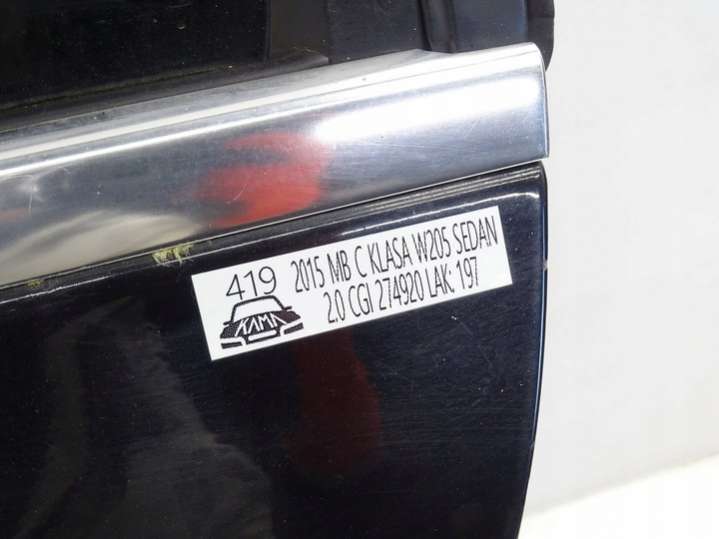 419
KAMA
2015 MB C KLASA W205 SEDAN
2.0 CGI 274920 LAK: 197